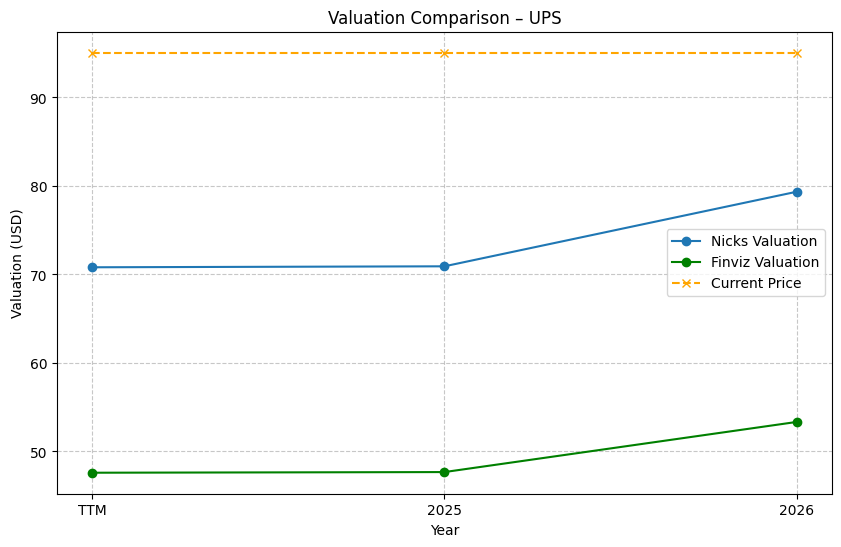 Valuation Comparison – UPS
Valuation (USD)
90
80
70
60
50
Nicks Valuation
Finviz Valuation
Current Price
TTM
2025
2026
Year